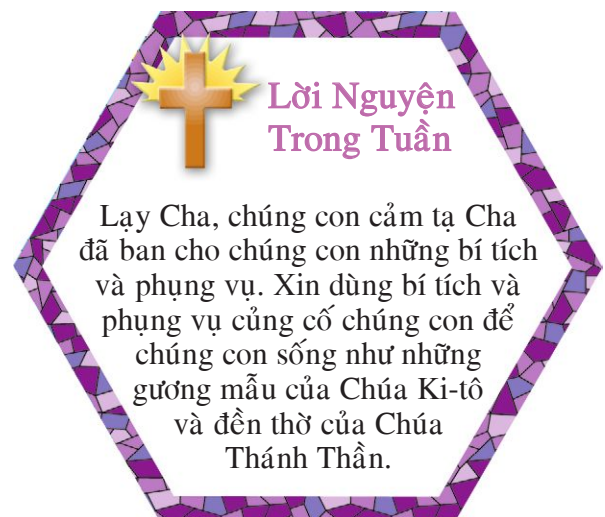 Lời Nguyện
Trong Tuần
Lạy Cha, chúng con cảm tạ Cha
đã ban cho chúng con những bí tích
và phụng vụ. Xin dùng bí tích và
phụng vụ củng cố chúng con để
chúng con sống như những
gương mẫu của Chúa Ki-tô
và đền thờ của Chúa
Thánh Thần.